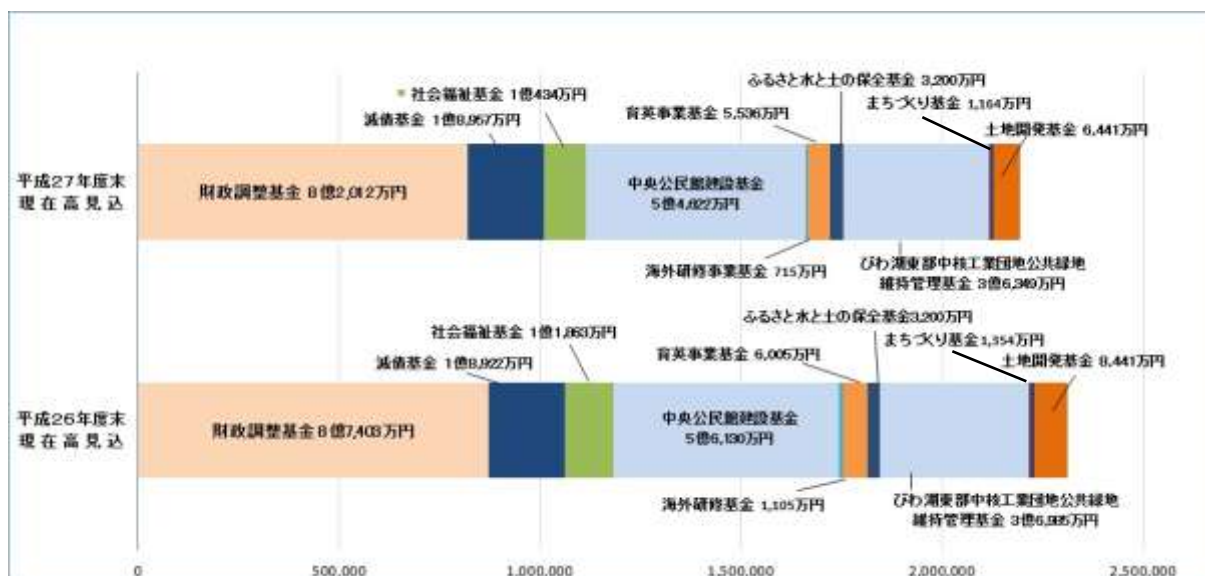 ふるさと水と土の保全基金 3,200万円
社会福祉基金 1億434万円
まちづくり基金 1,164万円
育英事業基金 5,536万円
減債基金 1億8,957万円
土地開発基金 6,441万円
平成27年度末
現在高見込
財政調整基金 8億2,012万円
中央公民館建設基金
5億4,622万円
海外研修事業基金 715万円
びわ湖東部中核工業団地公共緑地
維持管理基金 3億6,349万円
ふるさと水と土の保全基金3,200万円
社会福祉基金 1億1,863万円
まちづくり基金1,354万円
育英事業基金 6,005万円
減債基金 1億8,922万円
土地開発基金 8,441万円
平成26年度末
現在高見込
財政調整基金8億7,403万円
中央公民館建設基金
5億6,130万円
海外研修基金 1,105万円
びわ湖東部中核工業団地公共緑地
維持管理基金 3億6,985万円
0
500,000
1,000,000
1,500,000
2,000,000
2,500,000